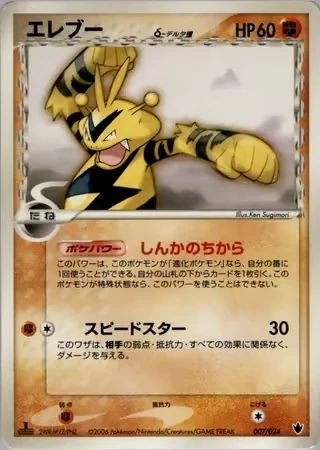 エレブー δ-デルタ種 HP60
Illus.Ken Sugimori
たね
ポケパワー しんかのちから
このパワーは、このポケモンが「進化ポケモン」なら、自分の番に
1回使うことができる。自分の山札の下からカードを1枚引く。この
ポケモンが特殊状態なら、このパワーを使うことはできない。
スピードスター 30
このワザは、相手の弱点・抵抗力・すべての効果に関係なく、
ダメージを与える。
弱点 抵抗力 にげる
©2006 Pokémon/Nintendo/Creatures/GAME FREAK
007/034